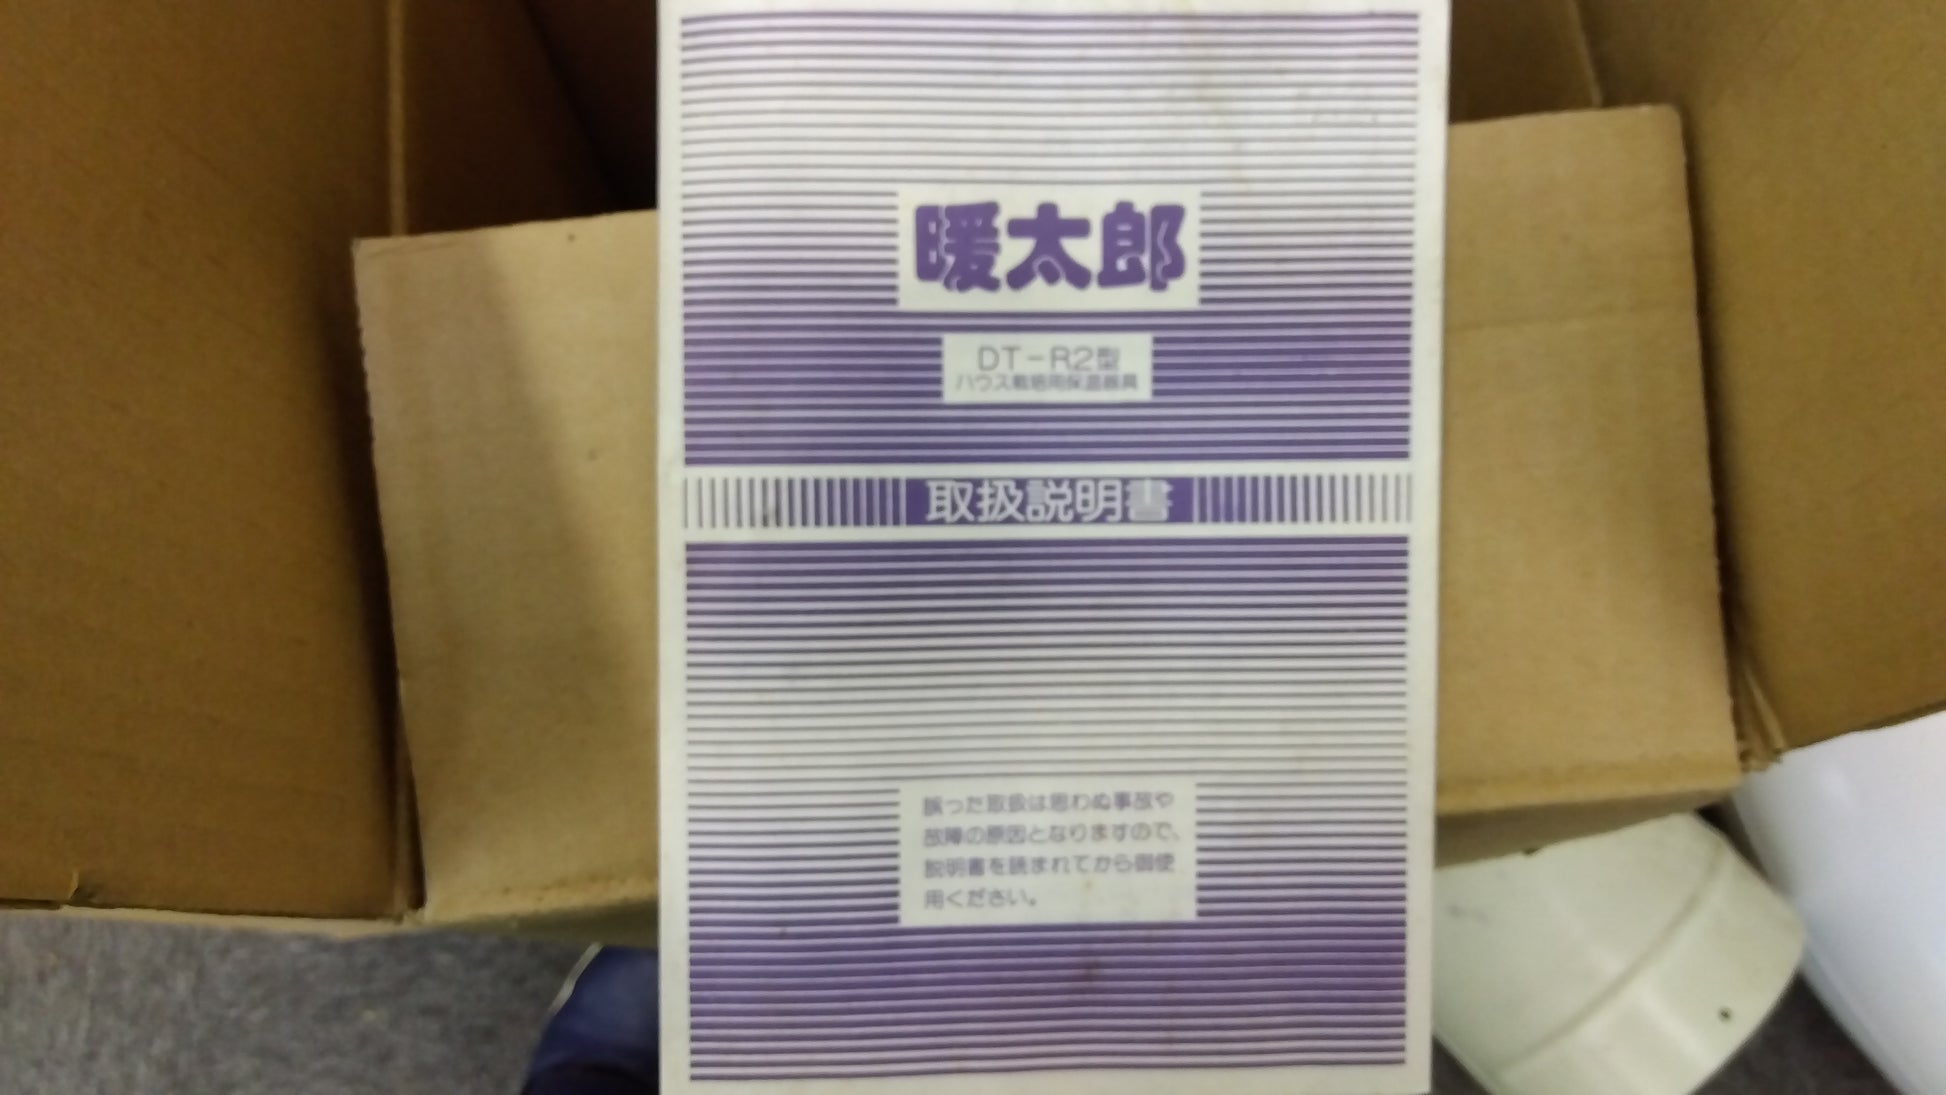 暖太郎
DT-R2型
ハウス栽培用保温器具
取扱説明書
誤った取扱は思わぬ事故や
故障の原因となりますので、
説明書を読まれてから御使
用ください。